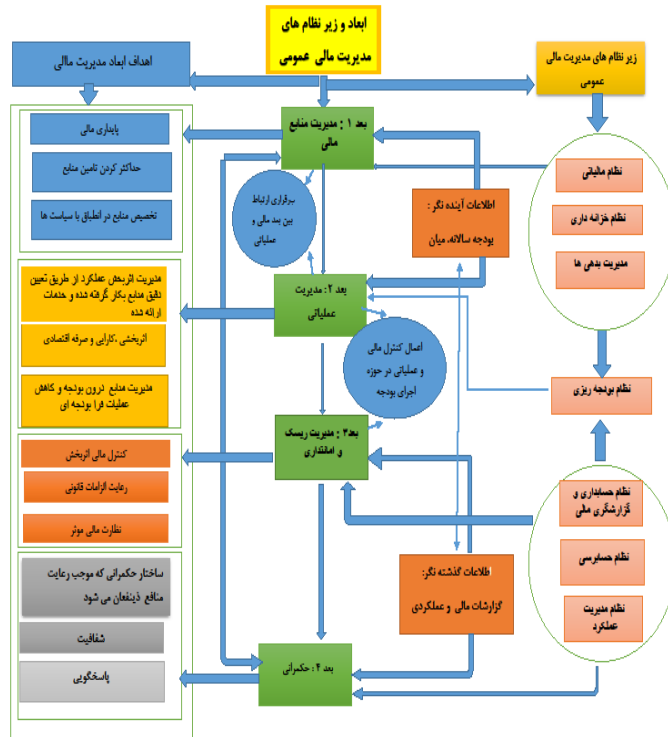 ابعاد و زیر نظام های
مدیریت مالی عمومی
زیر نظام های مدیریت مالی
عمومی
اهداف ابعاد مدیریت ماالی
بعد ۱ : مدیریت منابع
مالی
پایداری مالی
حداکثر کردن تامین منابع
تخصیص منابع در انطباق با سیاست ها
برقراری ارتباط
بین بعد مالی و
عملیاتی
اطلاعات آینده نگر :
بودجه سالانه، میان
نظام مالیاتی
نظام خزانه داری
مدیریت بدهی ها
بعد ۲: مدیریت
عملیاتی
مدیریت اثربخش عملکرد از طریق تعیین
دقیق منابع بکار گرفته شده و خدمات
ارائه شده
اثربخشی ،کارایی و صرفه اقتصادی
مدیریت منابع درون بودجه و کاهش
عملیات فرا بودجه ای
اعمال کنترل مالی
و عملیاتی در حوزه
اجرای بودجه
نظام بودجه ریزی
بعد۳ : مدیریت ریسک
و امانتداری
کنترل مالی اثربخش
رعایت الزامات قانونی
نظارت مالی موثر
نظام حسابداری و
گزارشگری مالی
نظام حسابرسی
نظام مدیریت
عملکرد
اطلاعات گذشته نگر:
گزارشات مالی و عملکردی
ساختار حکمرانی که موجب رعایت
منافع ذینفعان می شود
شفافیت
پاسخگویی
بعد ۴ : حکمرانی